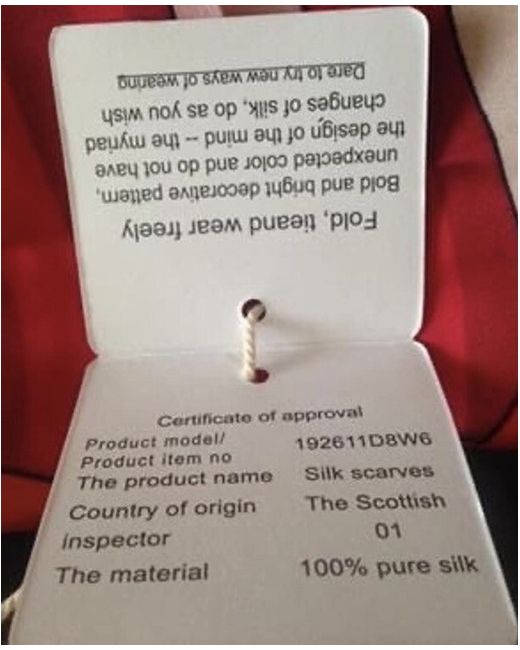 Fold, tieand wear freely
Bold and bright decorative pattern,
unexpected color and do not have
the design of the mind -- the myriad
changes of silk, do as you wish
Dare to try new ways of wearing
Certificate of approval
Product model/
Product item no 192611D8W6
The product name Silk scarves
Country of origin The Scottish
inspector 01
The material 100% pure silk